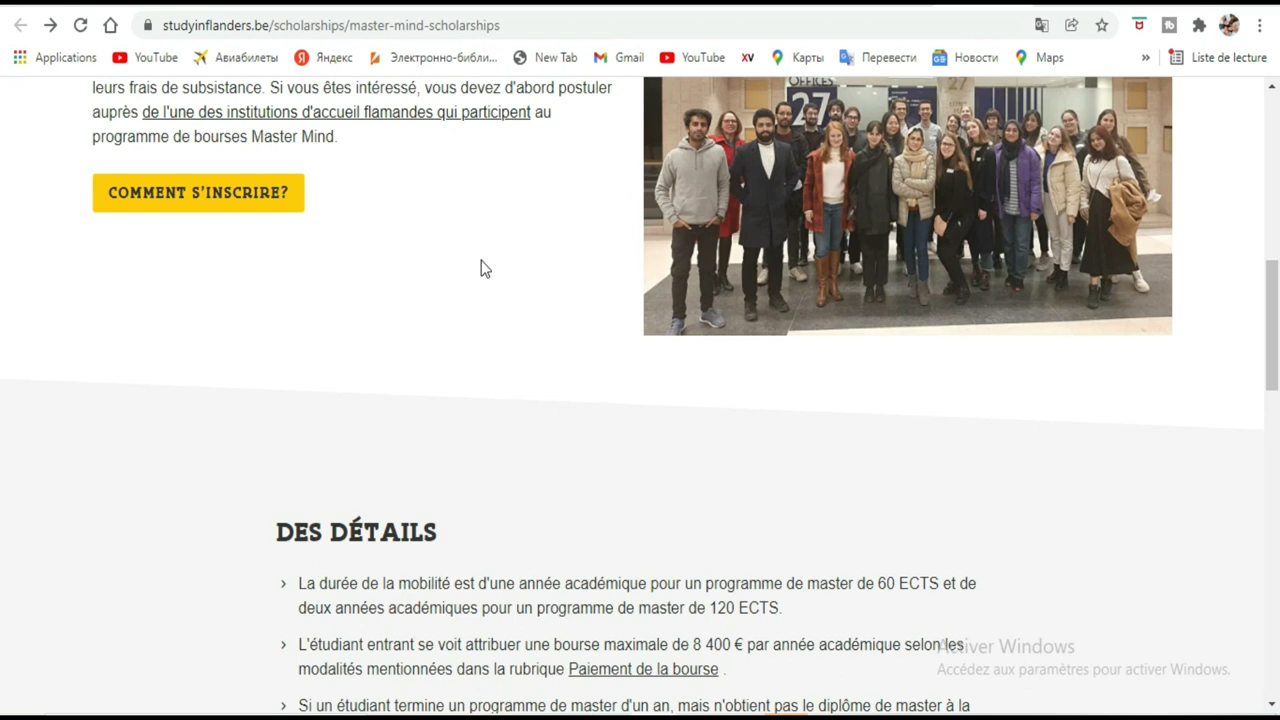 studyinflanders.be/scholarships/master-mind-scholarships
Applications YouTube Авиабилеты Яндекс Электронно-библи... New Tab Gmail YouTube XV Карты Перевести Новости Maps » Liste de lecture
leurs frais de subsistance. Si vous êtes intéressé, vous devez d'abord postuler
auprès de l'une des institutions d'accueil flamandes qui participent au
programme de bourses Master Mind.
COMMENT S'INSCRIRE?
OFFICES
27
27
DES DÉTAILS
› La durée de la mobilité est d'une année académique pour un programme de master de 60 ECTS et de
deux années académiques pour un programme de master de 120 ECTS.
› L'étudiant entrant se voit attribuer une bourse maximale de 8 400 € par année académique selon les
modalités mentionnées dans la rubrique Paiement de la bourse .
› Si un étudiant termine un programme de master d'un an, mais n'obtient pas le diplôme de master à la
Activer Windows
Accédez aux paramètres pour activer Windows.